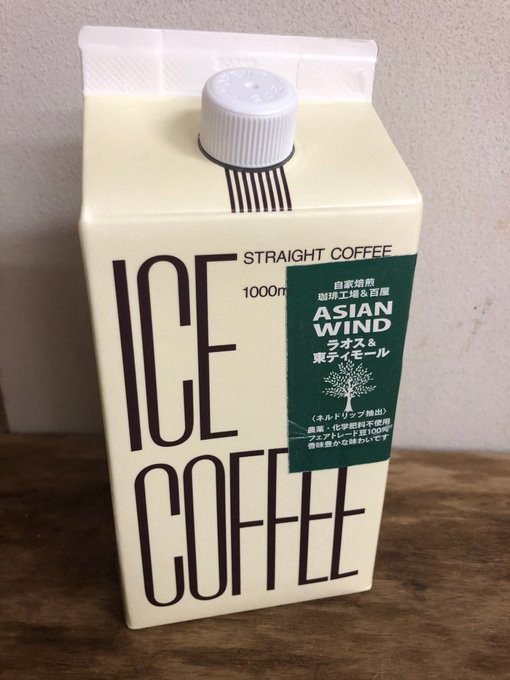 STRAIGHT COFFEE
1000m
ICE
COFFEE
自家焙煎
珈琲工場&百屋
ASIAN
WIND
ラオス&
東ティモール
〈ネルドリップ抽出〉
農薬・化学肥料不使用
フェアトレード豆100%
香味豊かな味わいです